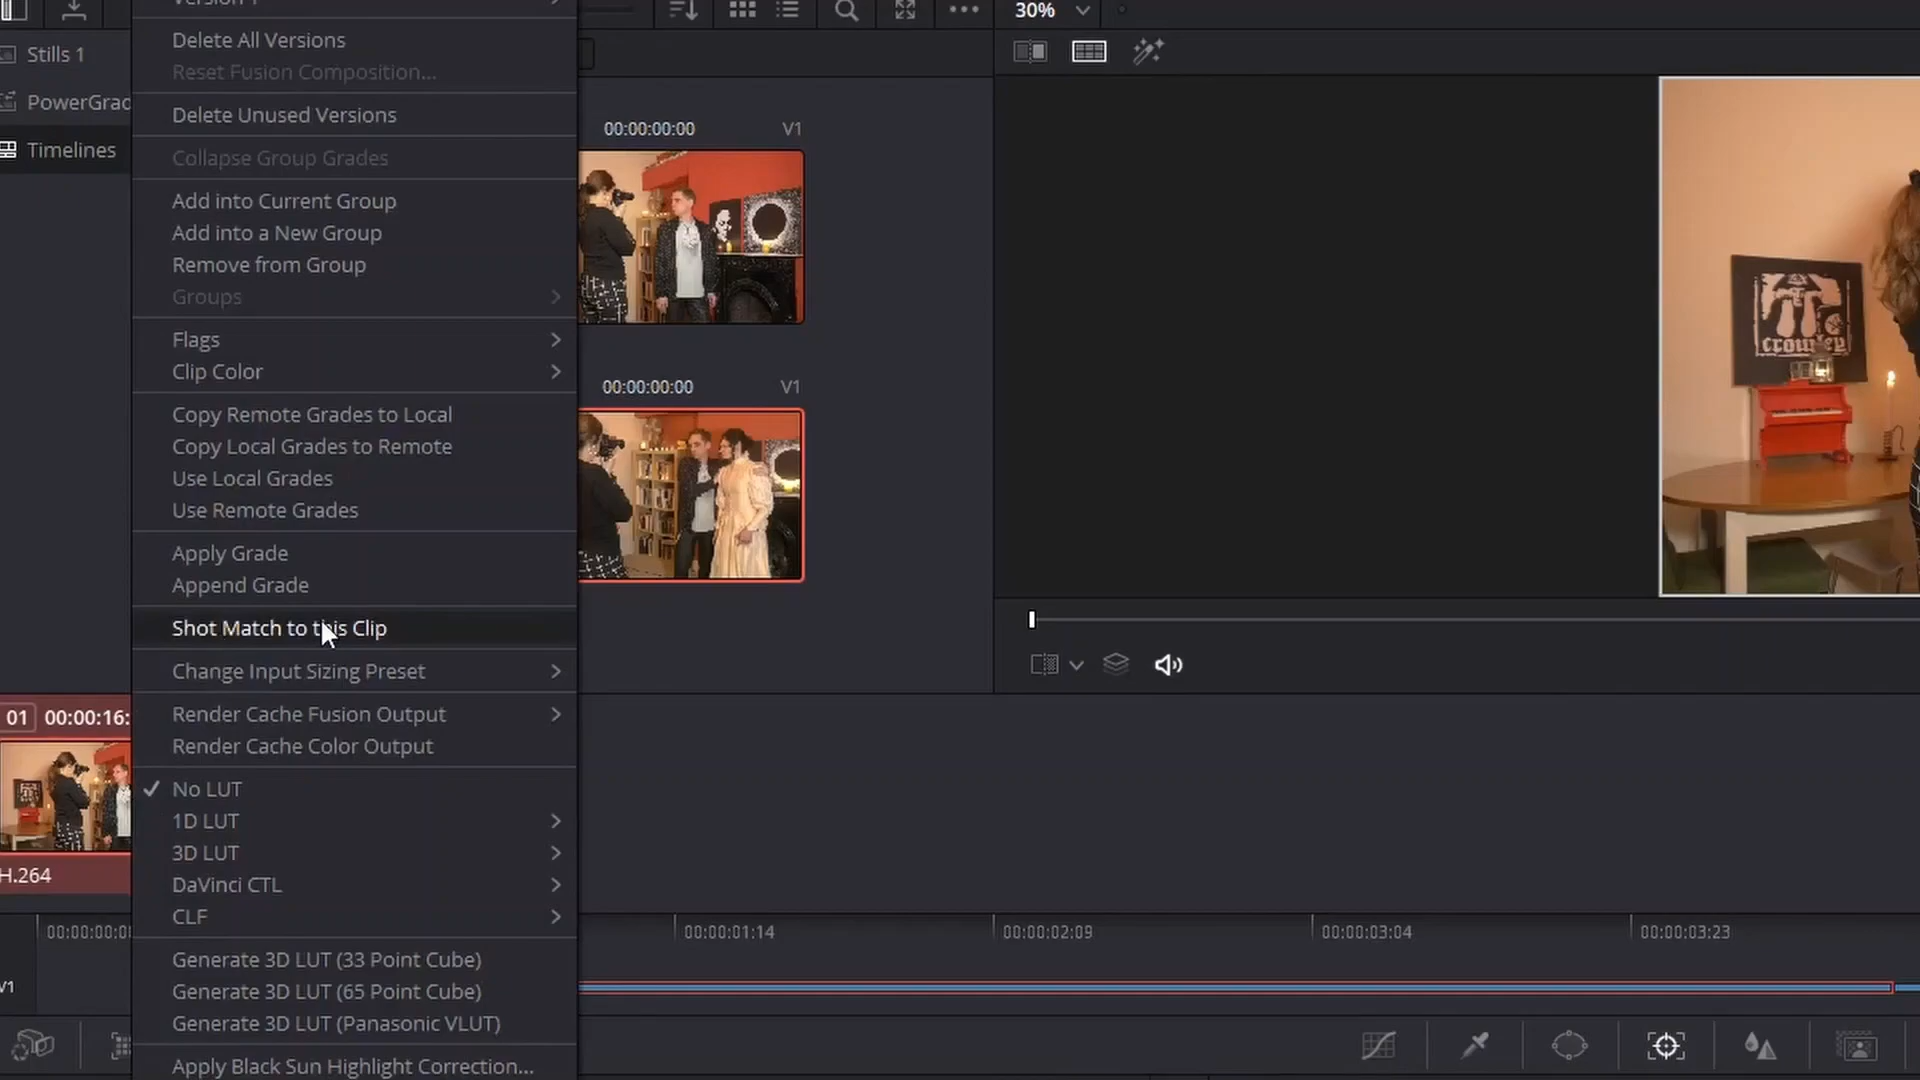 Version 1
30%
Stills 1
Delete All Versions
Reset Fusion Composition...
PowerGrad
Delete Unused Versions
00:00:00:00 V1
Timelines
Collapse Group Grades
Add into Current Group
Add into a New Group
Remove from Group
Groups
Flags
Clip Color
00:00:00:00 V1
crowley
Copy Remote Grades to Local
Copy Local Grades to Remote
Use Local Grades
Use Remote Grades
Apply Grade
Append Grade
Shot Match to this Clip
Change Input Sizing Preset
01 00:00:16:
Render Cache Fusion Output
Render Cache Color Output
No LUT
1D LUT
3D LUT
H.264
DaVinci CTL
CLF
00:00:00:0
00:00:01:14
00:00:02:09
00:00:03:04
00:00:03:23
Generate 3D LUT (33 Point Cube)
V1
Generate 3D LUT (65 Point Cube)
Generate 3D LUT (Panasonic VLUT)
Apply Black Sun Highlight Correction...